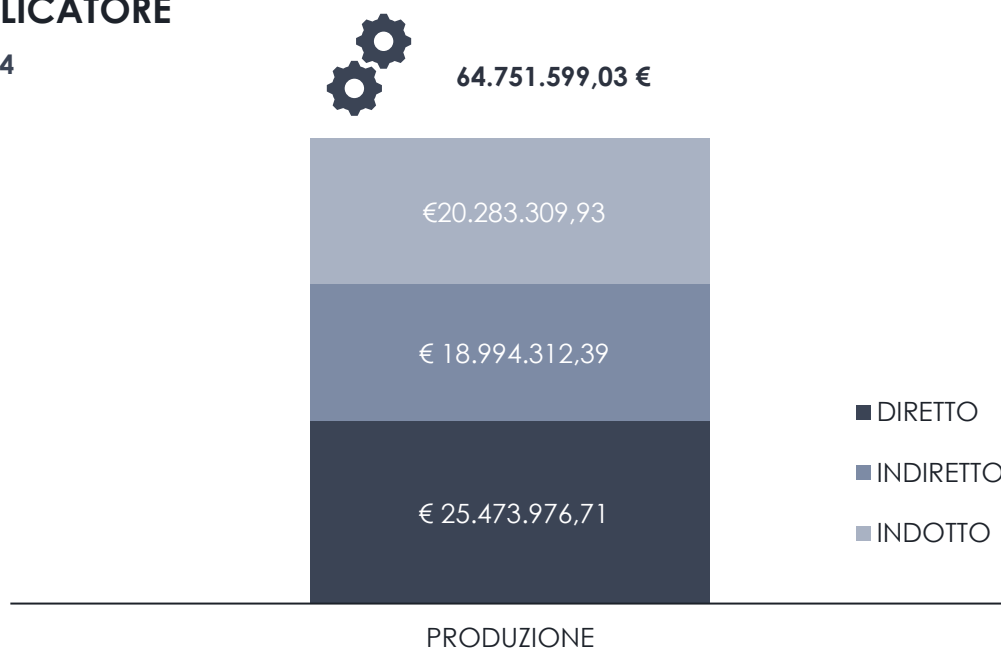 LICATORE
4
64.751.599,03 €
€20.283.309,93
€ 18.994.312,39
€ 25.473.976,71
DIRETTO
INDIRETTO
INDOTTO
PRODUZIONE